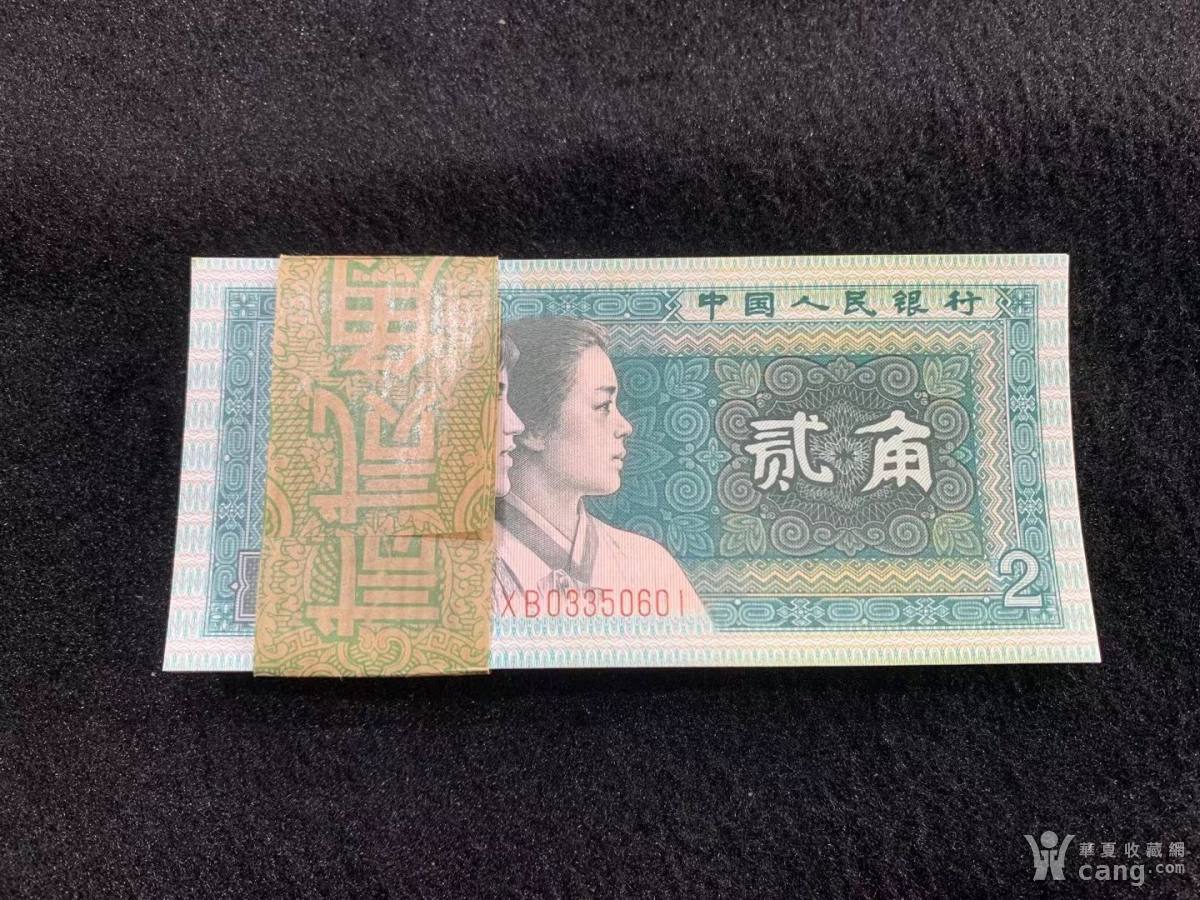 中国人民银行
贰角
2
XB03350601
華夏收藏網
cang.com